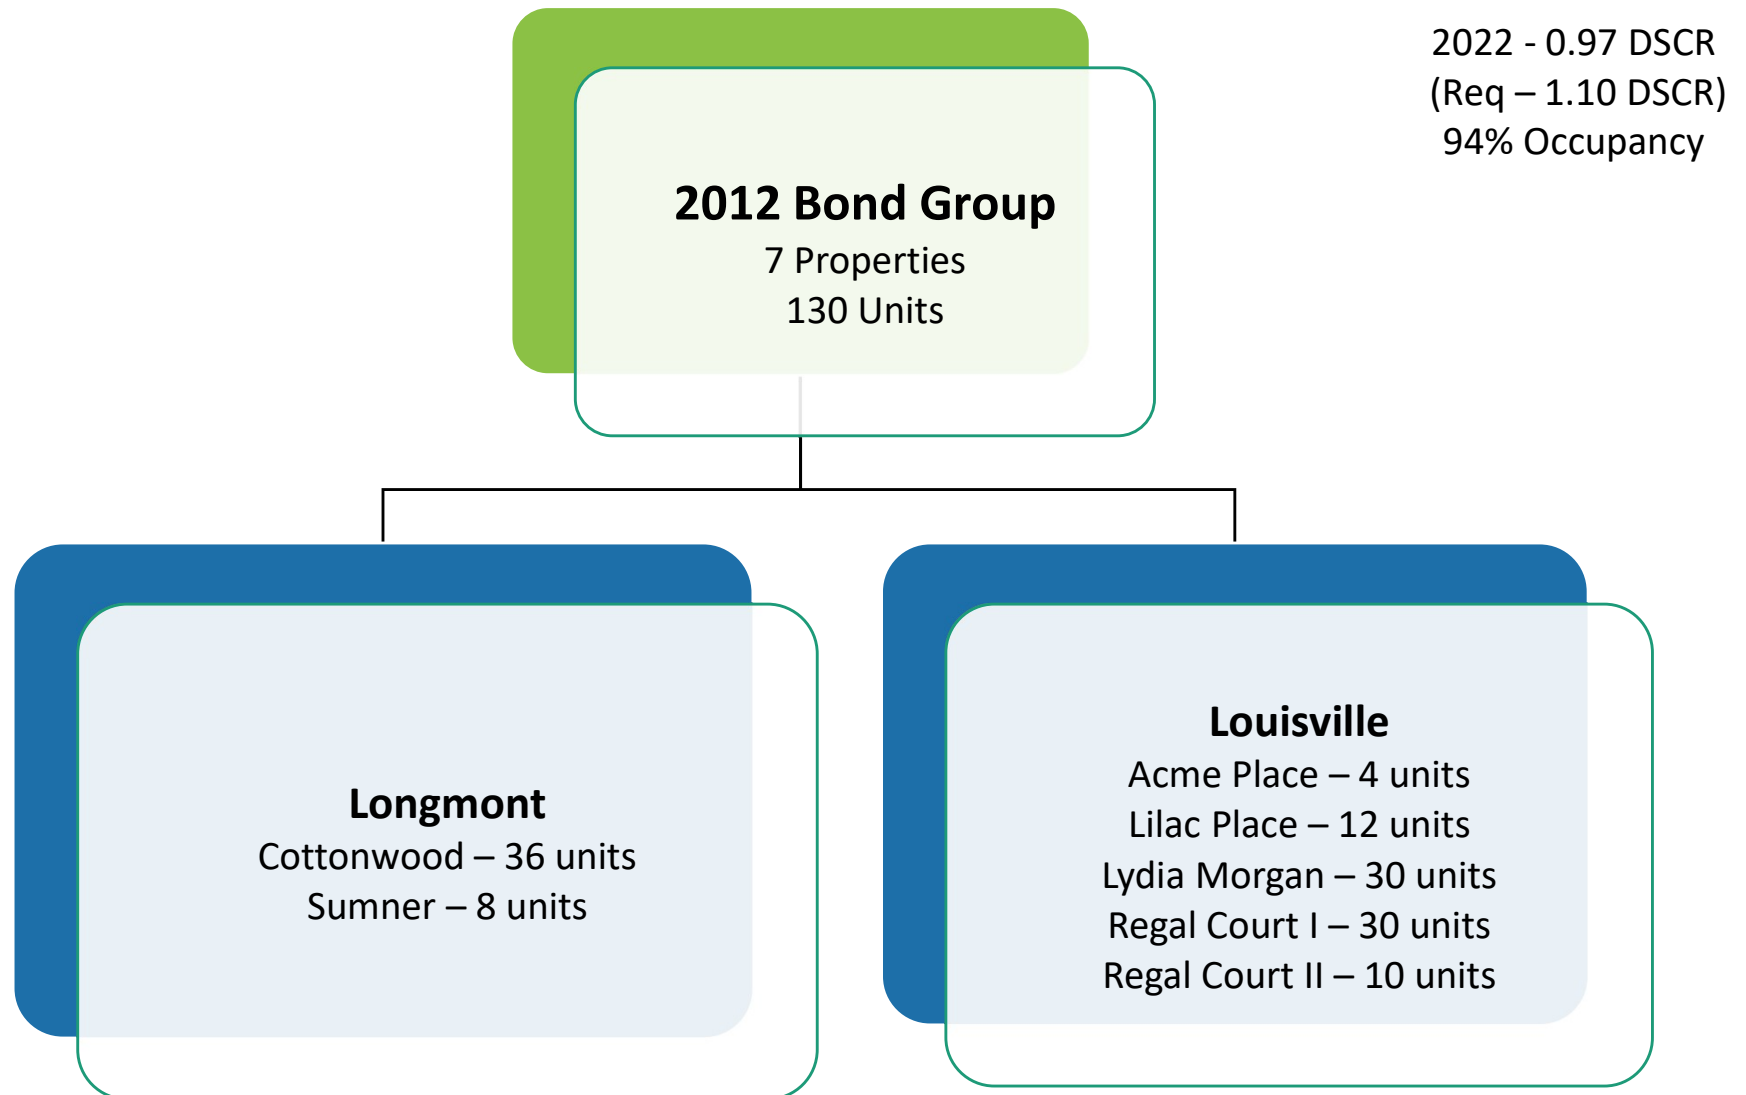 2022 - 0.97 DSCR
(Req – 1.10 DSCR)
94% Occupancy
2012 Bond Group
7 Properties
130 Units
Longmont
Cottonwood – 36 units
Sumner – 8 units
Louisville
Acme Place – 4 units
Lilac Place – 12 units
Lydia Morgan – 30 units
Regal Court I – 30 units
Regal Court II – 10 units